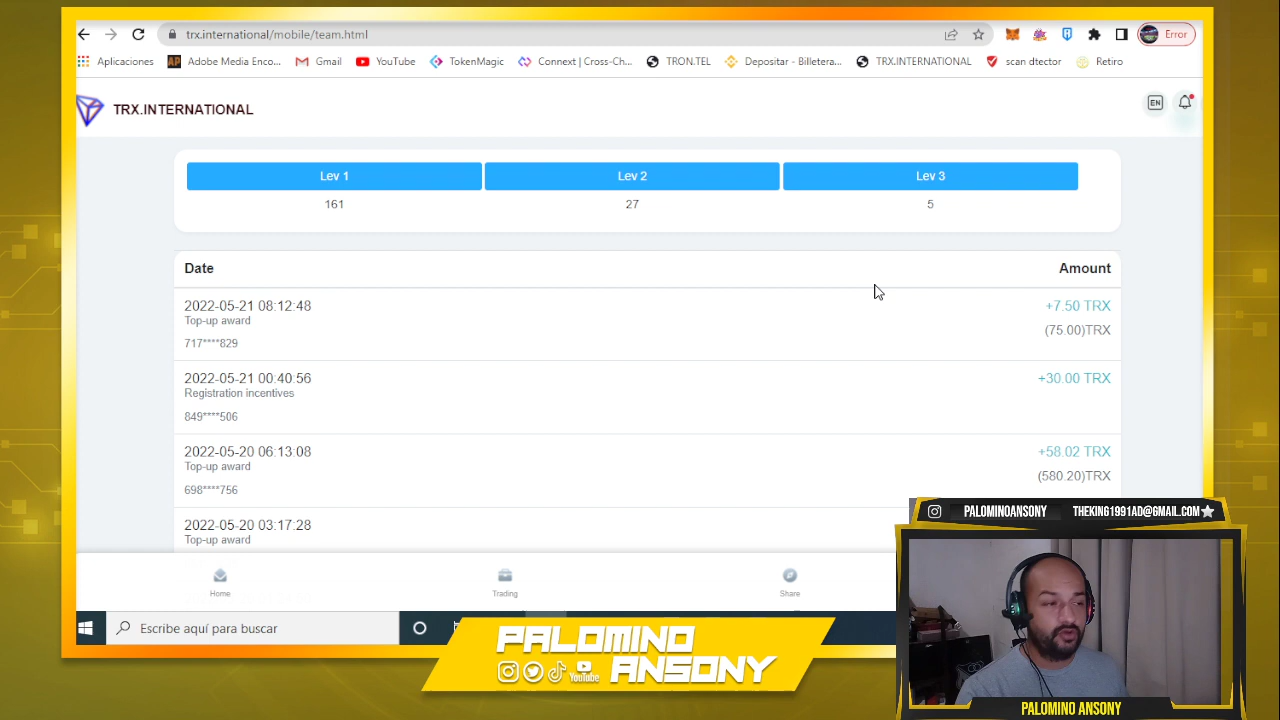 trx.international/mobile/team.html
Error
Aplicaciones
Adobe Media Enco...
Gmail
YouTube
TokenMagic
Connext | Cross-Ch...
TRON.TEL
Depositar - Billetera...
TRX.INTERNATIONAL
scan dtector
Retiro
TRX.INTERNATIONAL
EN
Lev 1
Lev 2
Lev 3
161
27
5
Date
Amount
2022-05-21 08:12:48
+7.50 TRX
Top-up award
(75.00)TRX
717****829
2022-05-21 00:40:56
+30.00 TRX
Registration incentives
849****506
2022-05-20 06:13:08
+58.02 TRX
Top-up award
(580.20)TRX
698****756
2022-05-20 03:17:28
Top-up award
Home
Trading
Share
Escribe aquí para buscar
PALOMINOANSONY
THEKING1991AD@GMAIL.COM
PALOMINO
ANSONY
YouTube
PALOMINO ANSONY